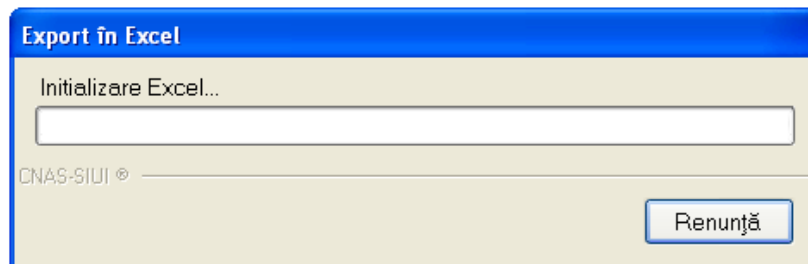 Export în Excel
Initializare Excel...
CNAS-SIUI ®
Renunţă